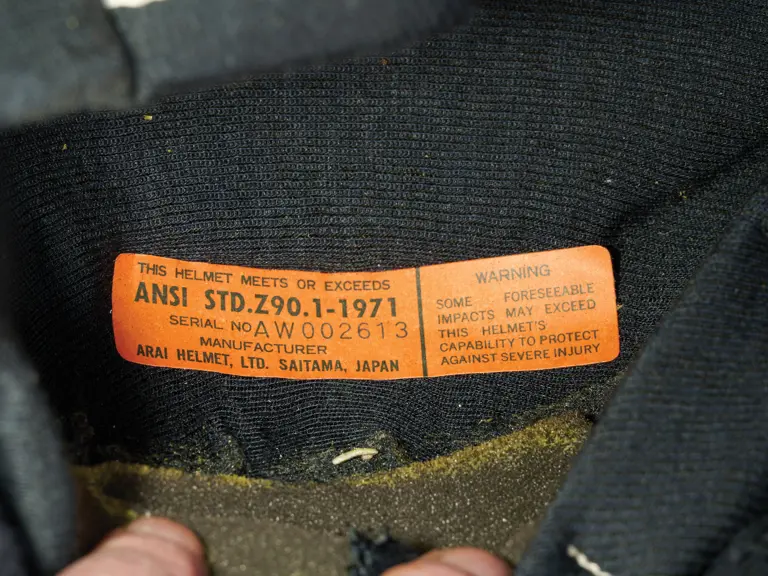 THIS HELMET MEETS OR EXCEEDS
ANSI STD.Z90.1-1971
SERIAL NO AW002613
MANUFACTURER
ARAI HELMET, LTD. SAITAMA, JAPAN
WARNING
SOME FORESEEABLE
IMPACTS MAY EXCEED
THIS HELMET'S
CAPABILITY TO PROTECT
AGAINST SEVERE INJURY